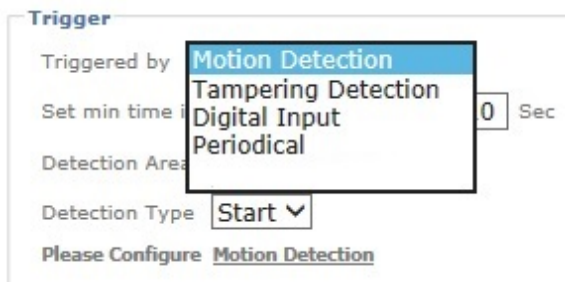 Trigger
Triggered by
Motion Detection
Tampering Detection
Digital Input
Periodical
Set min time i
0 Sec
Detection Area
Detection Type Start
Please Configure Motion Detection